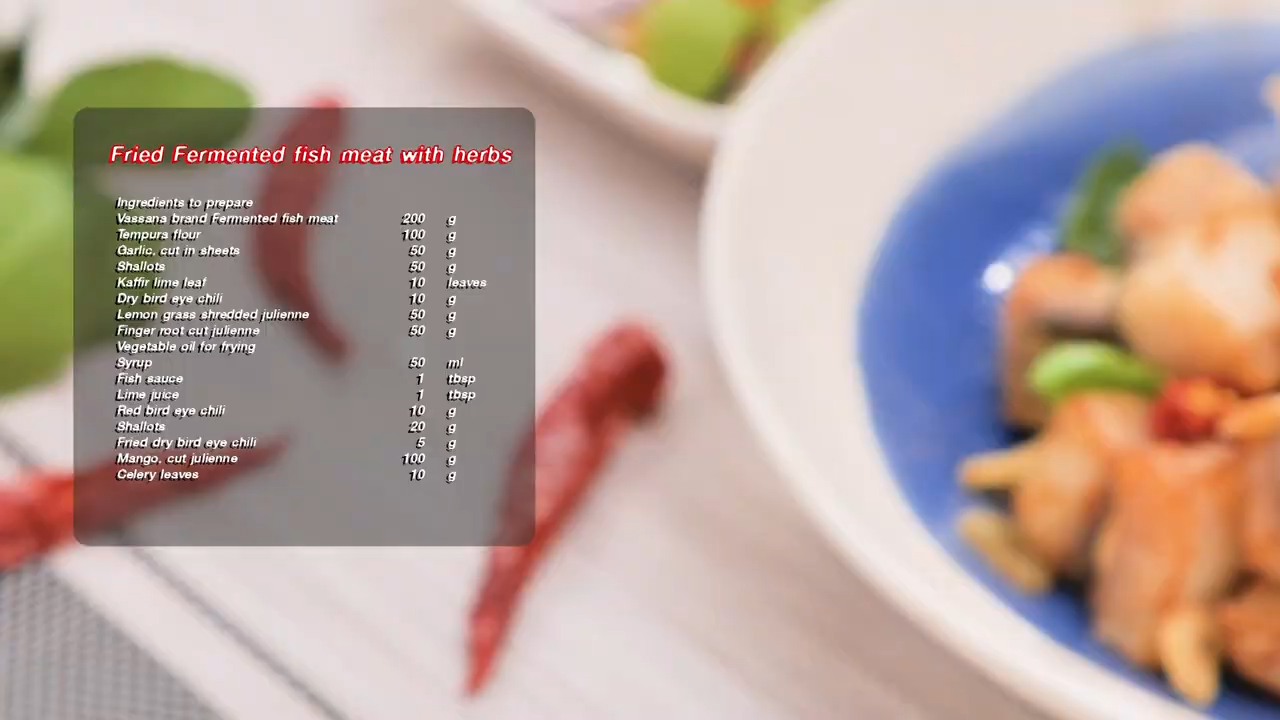 Fried Fermented fish meat with herbs
Ingredients to prepare
Vassana brand Fermented fish meat 200 g
Tempura flour 100 g
Garlic, cut in sheets 50 g
Shallots 50 g
Kaffir lime leaf 10 leaves
Dry bird eye chili 10 g
Lemon grass shredded julienne 50 g
Finger root cut julienne 50 g
Vegetable oil for frying
Syrup 50 ml
Fish sauce 1 tbsp
Lime juice 1 tbsp
Red bird eye chili 10 g
Shallots 20 g
Fried dry bird eye chili 5 g
Mango, cut julienne 100 g
Celery leaves 10 g